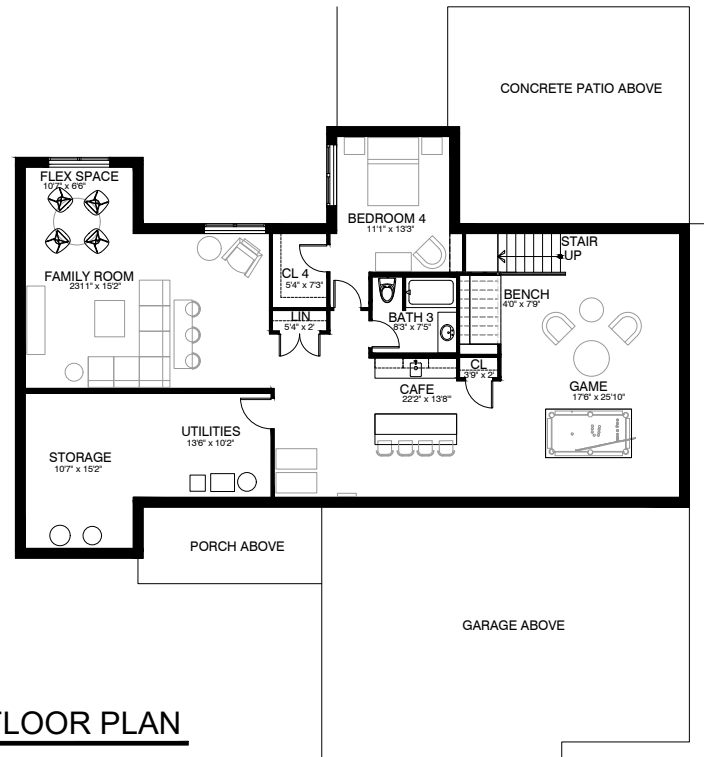 CONCRETE PATIO ABOVE
FLEX SPACE
10'7" x 6'6"
BEDROOM 4
11'1" x 13'3"
STAIR
UP
FAMILY ROOM
23'11" x 15'2"
CL 4
5'4" x 7'3"
LIN
5'4" x 2'
BATH 3
8'3" x 7'5"
BENCH
4'0" x 7'9"
CL
3'9" x 2'
CAFE
22'2" x 13'8"
GAME
17'6" x 25'10"
UTILITIES
13'6" x 10'2"
STORAGE
10'7" x 15'2"
PORCH ABOVE
GARAGE ABOVE
FLOOR PLAN